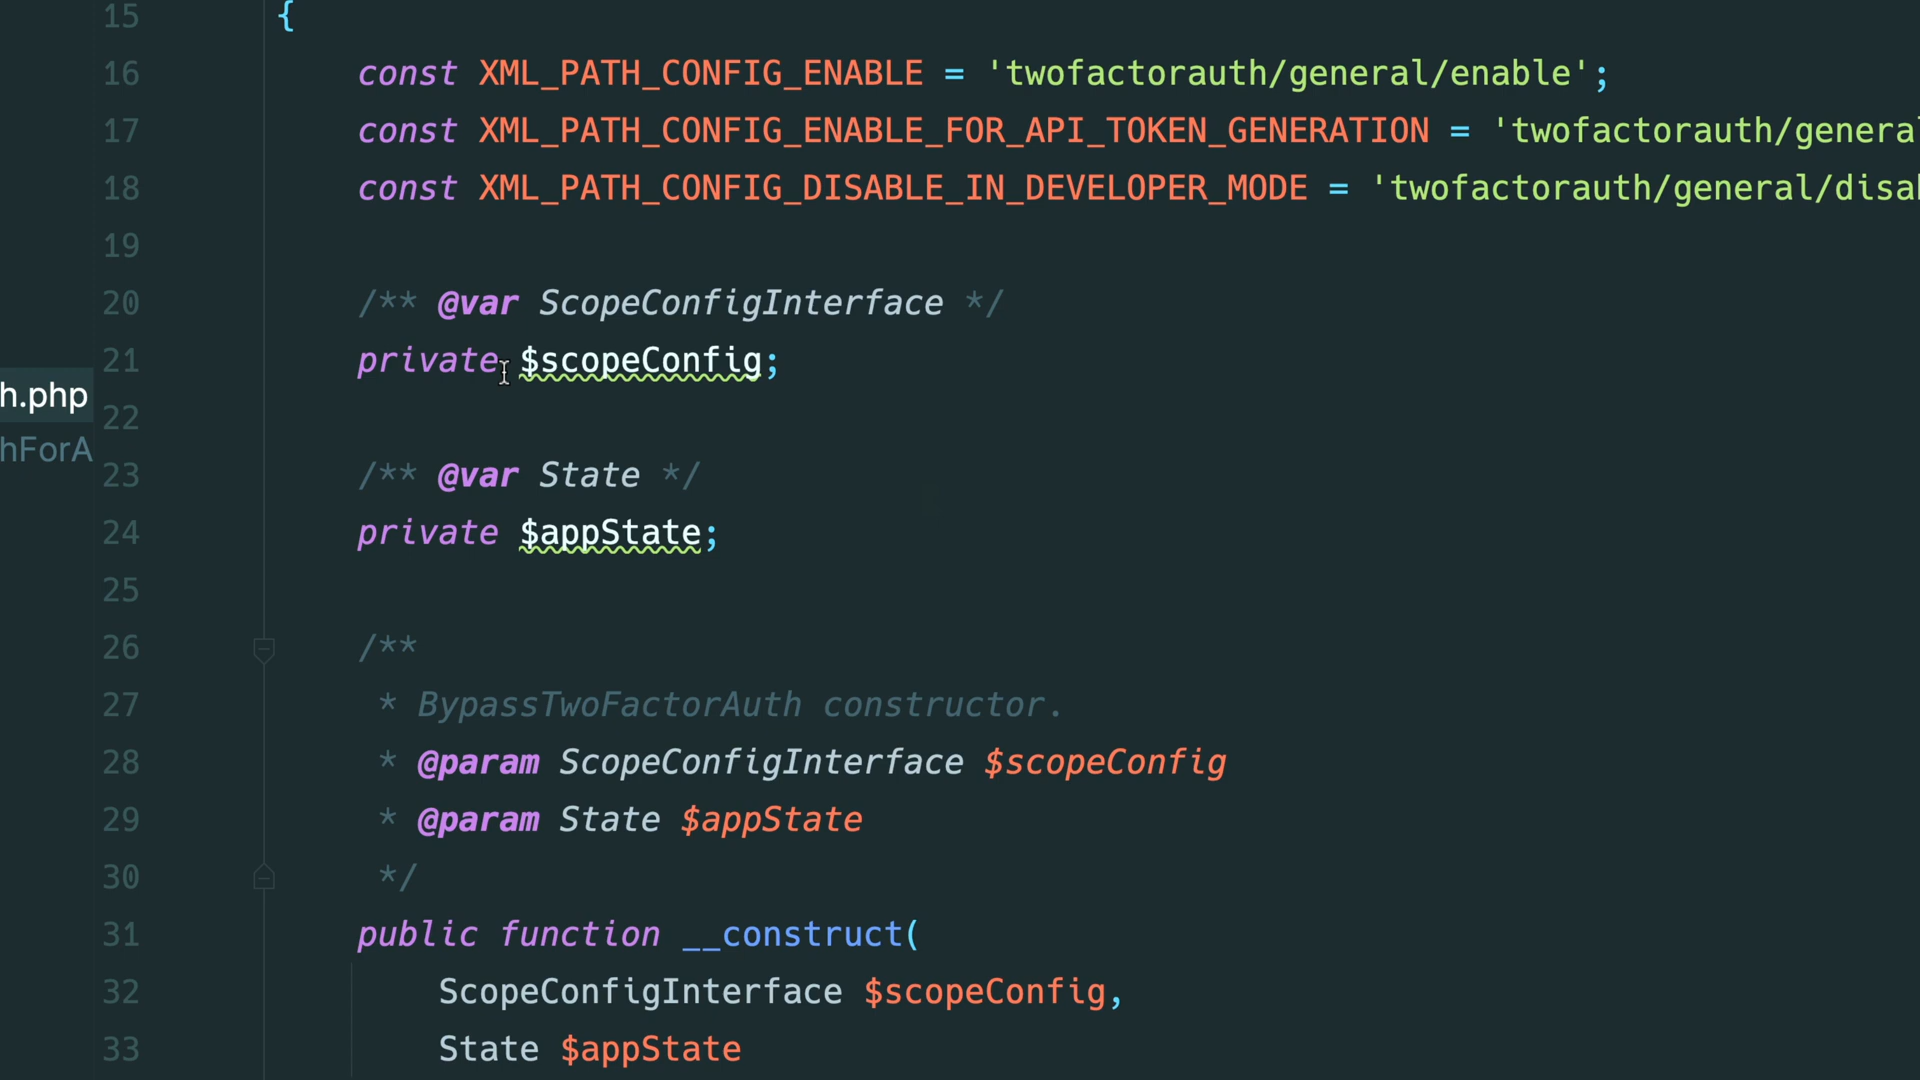 15 {
16 const XML_PATH_CONFIG_ENABLE = 'twofactorauth/general/enable';
17 const XML_PATH_CONFIG_ENABLE_FOR_API_TOKEN_GENERATION = 'twofactorauth/general
18 const XML_PATH_CONFIG_DISABLE_IN_DEVELOPER_MODE = 'twofactorauth/general/disab
19
20 /** @var ScopeConfigInterface */
21 private $scopeConfig;
h.php
22
hForA
23 /** @var State */
24 private $appState;
25
26 /**
27 * BypassTwoFactorAuth constructor.
28 * @param ScopeConfigInterface $scopeConfig
29 * @param State $appState
30 */
31 public function __construct(
32 ScopeConfigInterface $scopeConfig,
33 State $appState